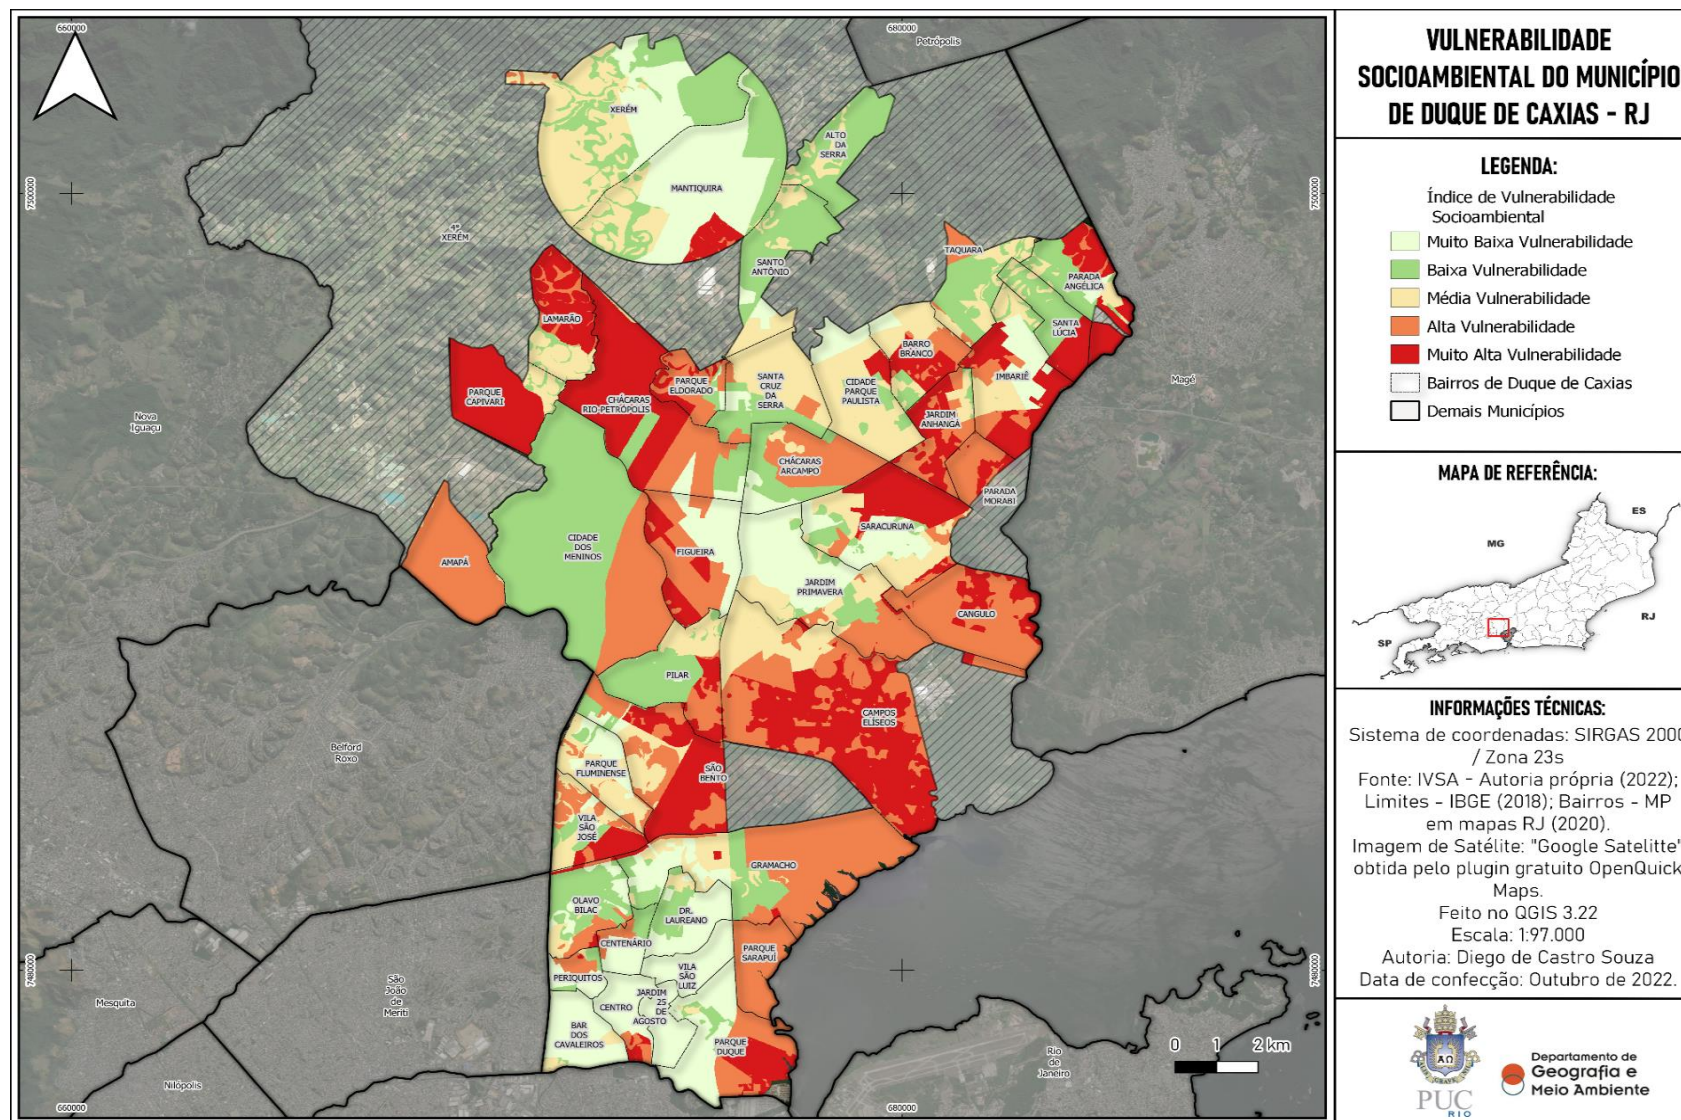 VULNERABILIDADE
SOCIOAMBIENTAL DO MUNICÍPIO
DE DUQUE DE CAXIAS - RJ
LEGENDA:
Índice de Vulnerabilidade
Socioambiental
Muito Baixa Vulnerabilidade
Baixa Vulnerabilidade
Média Vulnerabilidade
Alta Vulnerabilidade
Muito Alta Vulnerabilidade
Bairros de Duque de Caxias
Demais Municípios
MAPA DE REFERÊNCIA:
ES
MG
RJ
SP
INFORMAÇÕES TÉCNICAS:
Sistema de coordenadas: SIRGAS 2000
/ Zona 23s
Fonte: IVSA - Autoria própria (2022);
Limites - IBGE (2018); Bairros - MP
em mapas RJ (2020).
Imagem de Satélite: "Google Satelitte"
obtida pelo plugin gratuito OpenQuick
Maps.
Feito no QGIS 3.22
Escala: 1:97.000
Autoria: Diego de Castro Souza
Data de confecção: Outubro de 2022.
PUC
RIO
Departamento de
Geografia e
Meio Ambiente
660000
680000
7500000
7500000
7480000
7480000
660000
680000
Petrópolis
XERÉM
ALTO
DA
SERRA
MANTIQUIRA
4º
XERÉM
SANTO
ANTÔNIO
TAQUARA
PARADA
ANGÉLICA
LAMARÃO
SANTA
LÚCIA
BARRO
BRANCO
IMBARIÊ
Magé
PARQUE
CAPIVARI
CHÁCARAS
RIO-PETRÓPOLIS
PARQUE
ELDORADO
SANTA
CRUZ
DA
SERRA
CIDADE
PARQUE
PAULISTA
JARDIM
ANHANGÁ
Nova
Iguaçu
CHÁCARAS
ARCAMPO
PARADA
MORABI
SARACURUNA
CIDADE
DOS
MENINOS
FIGUEIRA
AMAPÁ
JARDIM
PRIMAVERA
CANGULO
PILAR
CAMPOS
ELÍSEOS
Belford
Roxo
PARQUE
FLUMINENSE
SÃO
BENTO
VILA
SÃO
JOSÉ
GRAMACHO
OLAVO
BILAC
DR.
LAUREANO
CENTENÁRIO
PARQUE
SARAPUÍ
PERIQUITOS
VILA
SÃO
LUIZ
São
João
de
Meriti
Mesquita
CENTRO
JARDIM
25
DE
AGOSTO
BAR
DOS
CAVALEIROS
PARQUE
DUQUE
Nilópolis
Rio
de
Janeiro
0 1 2 km